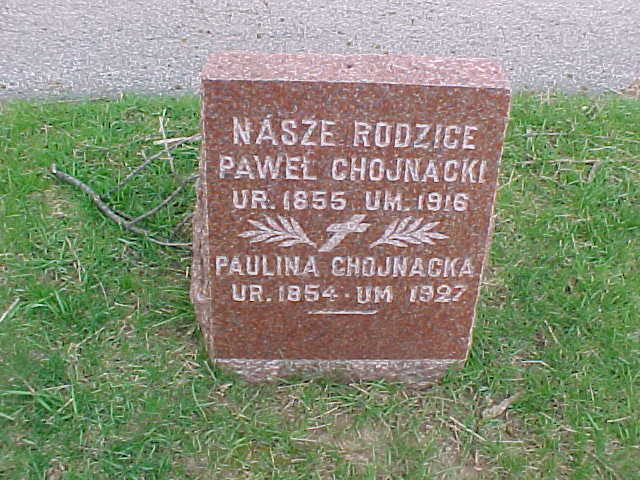 NASZE RODZICE
PAWEŁ CHOJNACKI
UR. 1855 UM. 1916
PAULINA CHOJNACKA
UR. 1854 - UM 1927